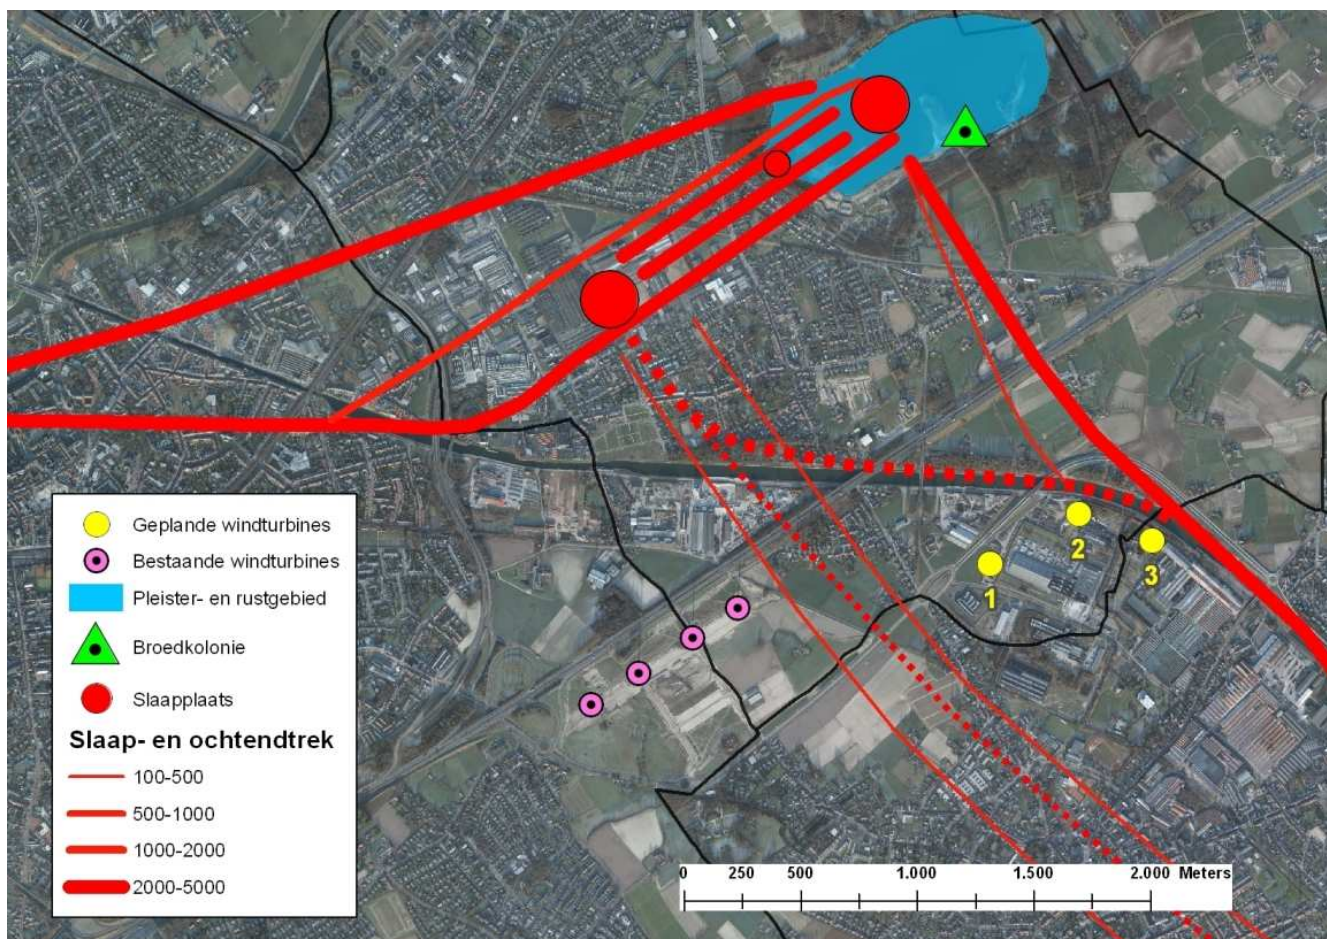 Geplande windturbines
Bestaande windturbines
Pleister- en rustgebied
Broedkolonie
Slaapplaats
Slaap- en ochtendtrek
100-500
500-1000
1000-2000
2000-5000
1
2
3
0 250 500 1.000 1.500 2.000 Meters